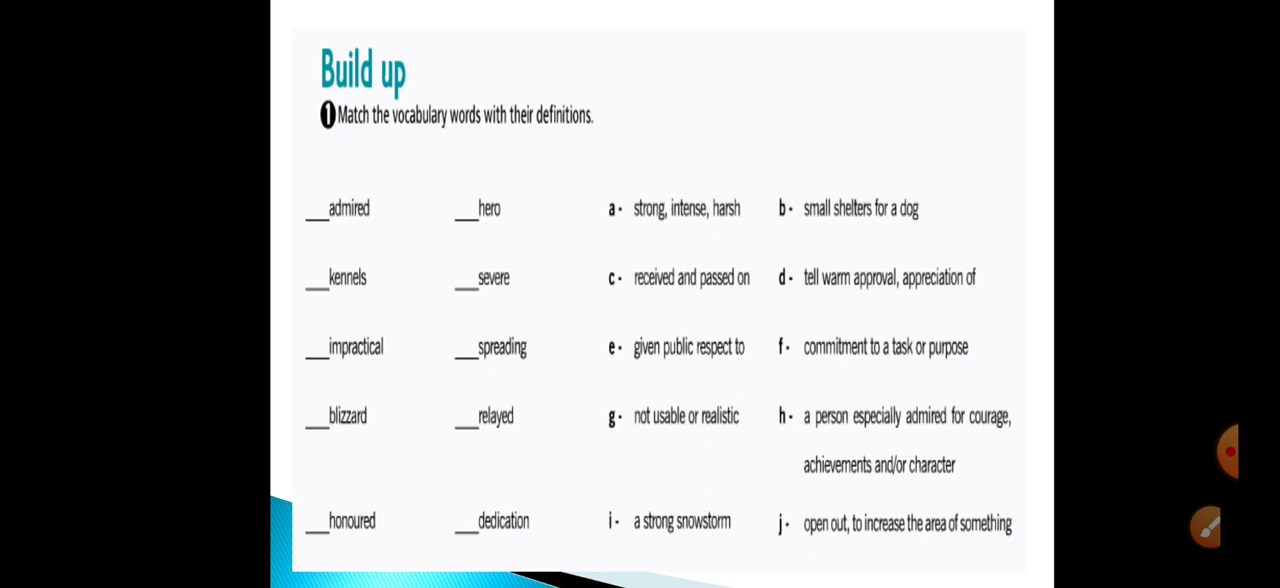 Build up
1 Match the vocabulary words with their definitions.
___admired ___hero a - strong, intense, harsh b - small shelters for a dog
___kennels ___severe c - received and passed on d - tell warm approval, appreciation of
___impractical ___spreading e - given public respect to f - commitment to a task or purpose
___blizzard ___relayed g - not usable or realistic h - a person especially admired for courage,
achievements and/or character
___honoured ___dedication i - a strong snowstorm j - open out, to increase the area of something